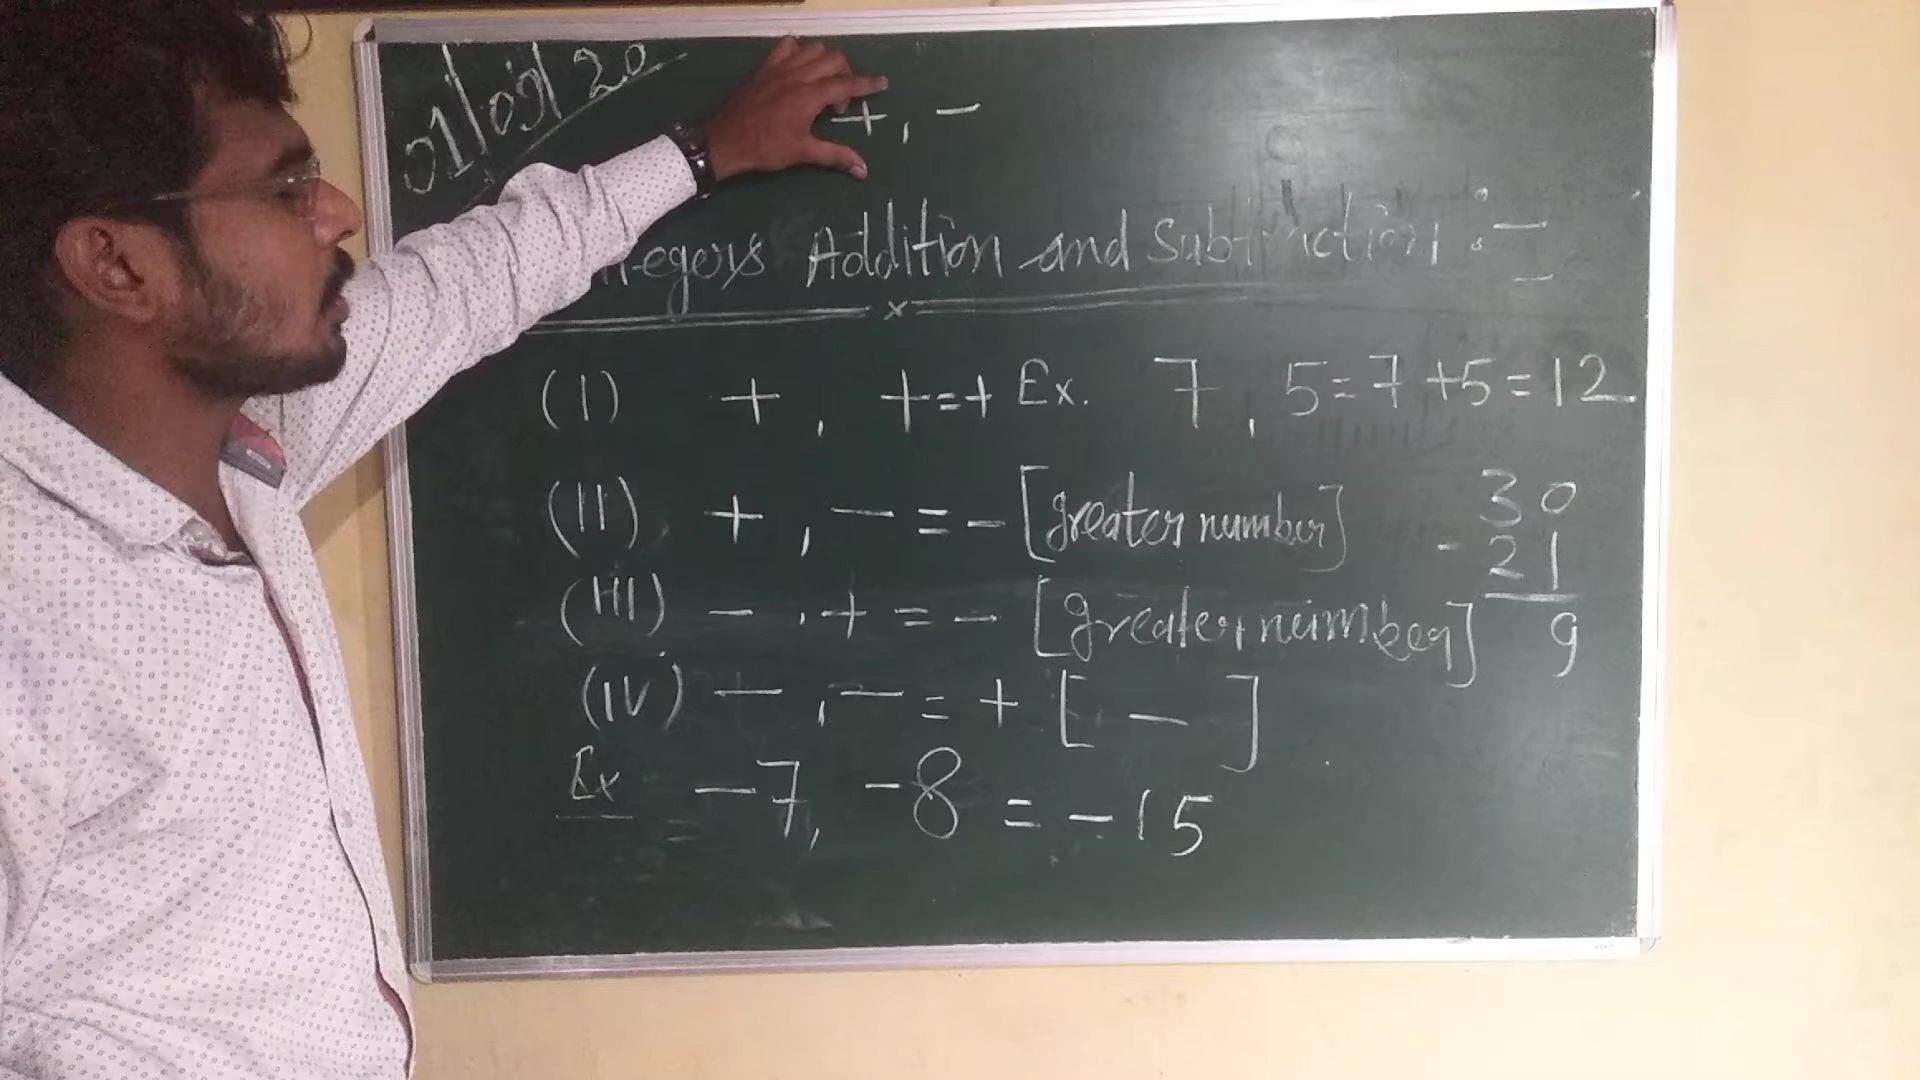 01/09/20
+, -
ntegers Addition and Subtraction :-
(I) +, + = + Ex. 7, 5 = 7 + 5 = 12
(II) +, - = - [greater number]
(III) -, + = - [greater number]
30
- 21
9
(IV) -, - = + [ - ]
Ex -7, -8 = -15